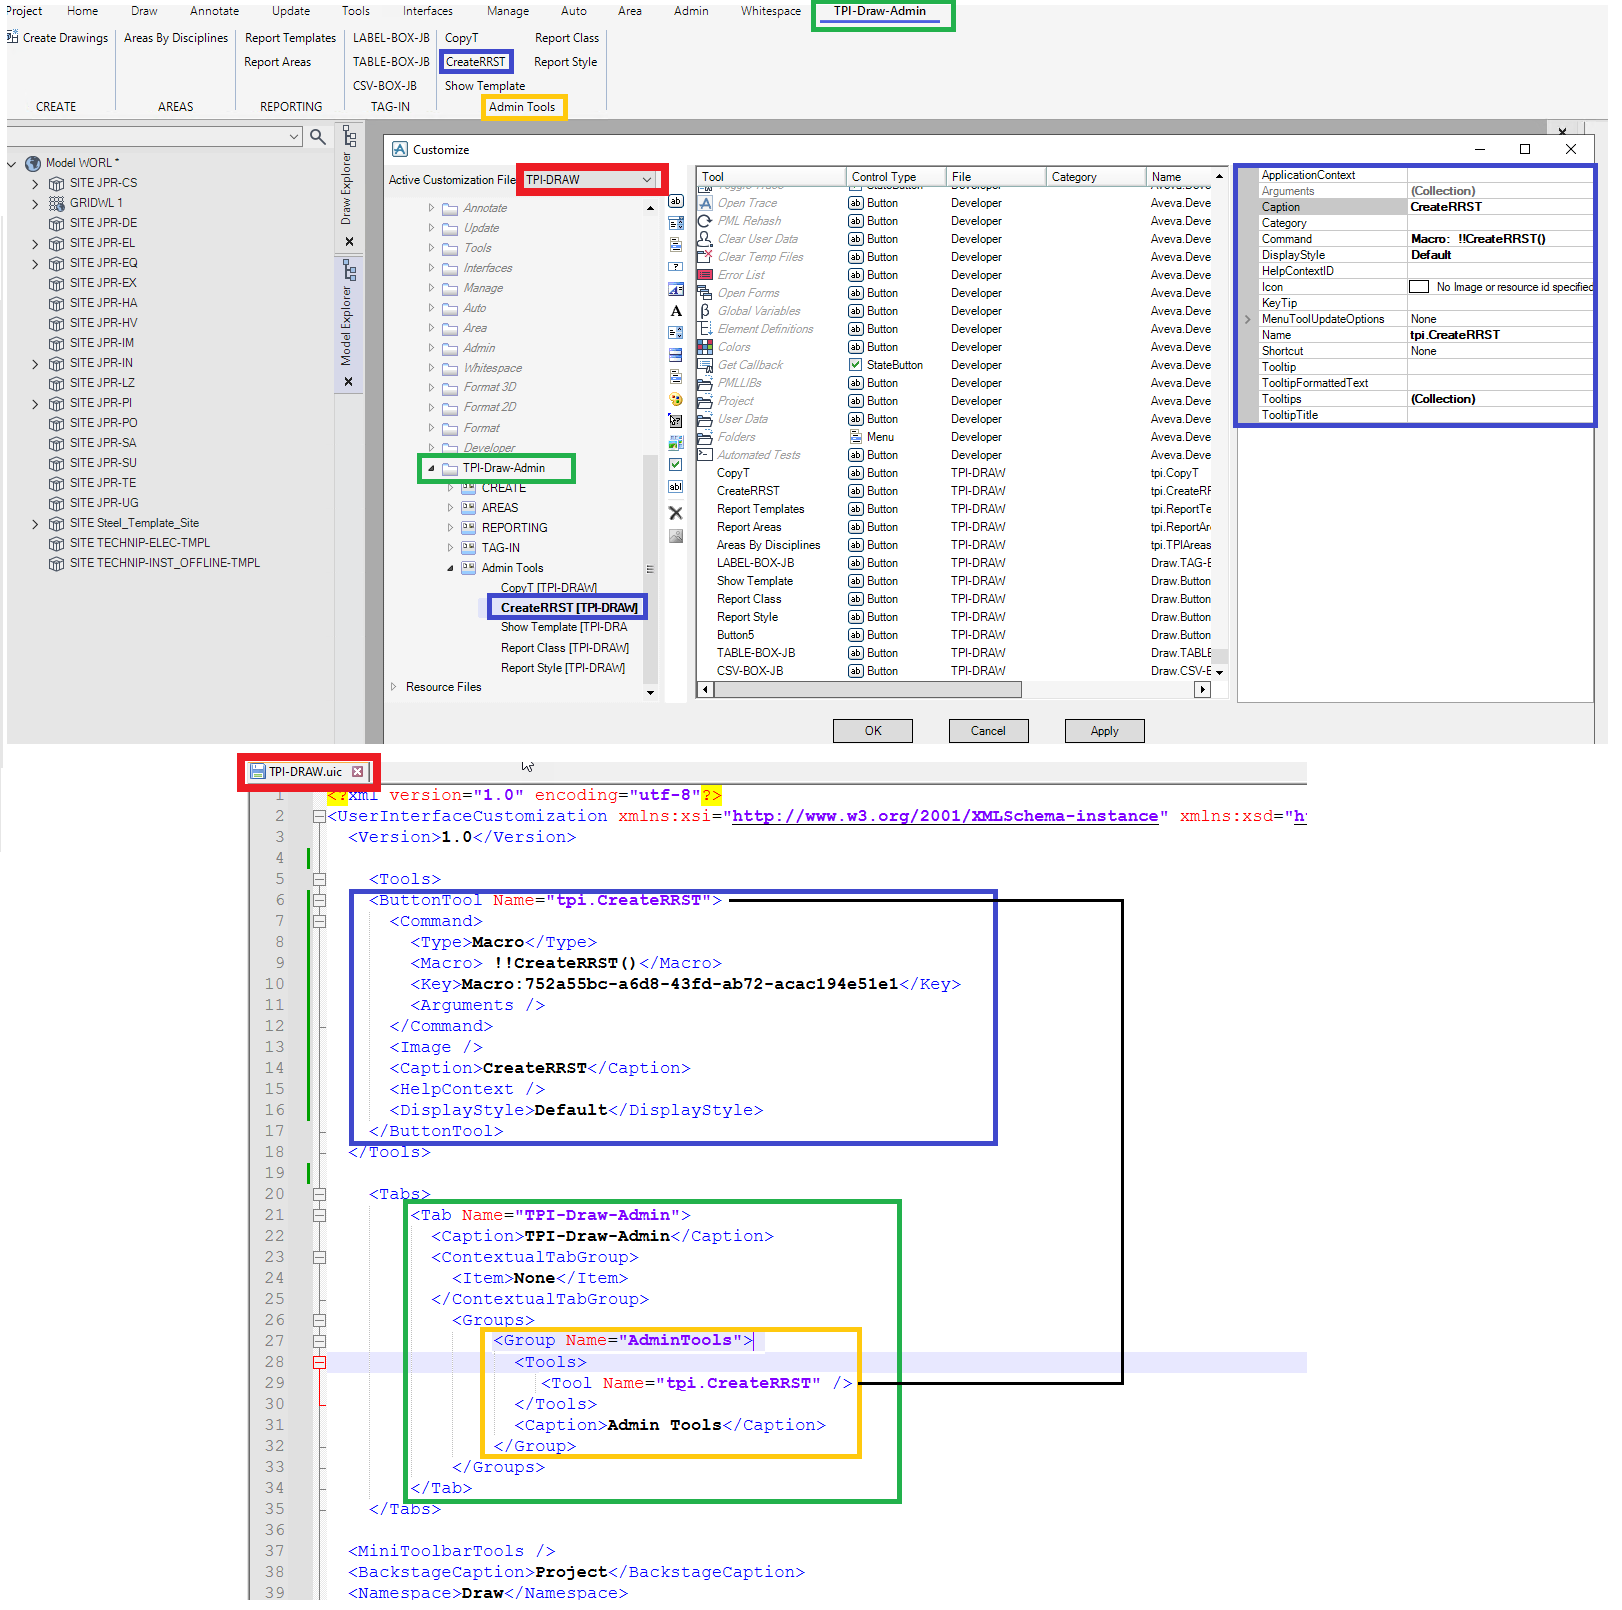 Project Home Draw Annotate Update Tools Interfaces Manage Auto Area Admin Whitespace TPI-Draw-Admin
Create Drawings Areas By Disciplines Report Templates LABEL-BOX-JB CopyT Report Class
Report Areas TABLE-BOX-JB CreateRRST Report Style
CSV-BOX-JB Show Template
CREATE AREAS REPORTING TAG-IN Admin Tools
Model WORL *
SITE JPR-CS
GRIDWL 1
SITE JPR-DE
SITE JPR-EL
SITE JPR-EQ
SITE JPR-EX
SITE JPR-HA
SITE JPR-HV
SITE JPR-IM
SITE JPR-IN
SITE JPR-LZ
SITE JPR-PI
SITE JPR-PO
SITE JPR-SA
SITE JPR-SU
SITE JPR-TE
SITE JPR-UG
SITE Steel_Template_Site
SITE TECHNIP-ELEC-TMPL
SITE TECHNIP-INST_OFFLINE-TMPL
Draw Explorer
Model Explorer
Customize
Active Customization File TPI-DRAW
Annotate
Update
Tools
Interfaces
Manage
Auto
Area
Admin
Whitespace
Format 3D
Format 2D
Format
Developer
TPI-Draw-Admin
CREATE
AREAS
REPORTING
TAG-IN
Admin Tools
CopyT [TPI-DRAW]
CreateRRST [TPI-DRAW]
Show Template [TPI-DRA
Report Class [TPI-DRAW]
Report Style [TPI-DRAW]
Resource Files
Tool Control Type File Category Name
Toggle Trace StateButton Developer Aveva.Deve
Open Trace Button Developer Aveva.Deve
PML Rehash Button Developer Aveva.Deve
Clear User Data Button Developer Aveva.Deve
Clear Temp Files Button Developer Aveva.Deve
Error List Button Developer Aveva.Deve
Open Forms Button Developer Aveva.Deve
Global Variables Button Developer Aveva.Deve
Element Definitions Button Developer Aveva.Deve
Colors Button Developer Aveva.Deve
Get Callback StateButton Developer Aveva.Deve
PMLLIBs Button Developer Aveva.Deve
Project Button Developer Aveva.Deve
User Data Button Developer Aveva.Deve
Folders Menu Developer Aveva.Deve
Automated Tests Button Developer Aveva.Deve
CopyT Button TPI-DRAW tpi.CopyT
CreateRRST Button TPI-DRAW tpi.CreateRF
Report Templates Button TPI-DRAW tpi.ReportTe
Report Areas Button TPI-DRAW tpi.ReportAr
Areas By Disciplines Button TPI-DRAW tpi.TPIAreas
LABEL-BOX-JB Button TPI-DRAW Draw.TAG-E
Show Template Button TPI-DRAW Draw.Button
Report Class Button TPI-DRAW Draw.Button
Report Style Button TPI-DRAW Draw.Button
Button5 Button TPI-DRAW Draw.Button
TABLE-BOX-JB Button TPI-DRAW Draw.TABLE
CSV-BOX-JB Button TPI-DRAW Draw.CSV-E
ApplicationContext
Arguments (Collection)
Caption CreateRRST
Category
Command Macro: !!CreateRRST()
DisplayStyle Default
HelpContextID
Icon No Image or resource id specified
KeyTip
MenuToolUpdateOptions None
Name tpi.CreateRRST
Shortcut None
Tooltip
TooltipFormattedText
Tooltips (Collection)
TooltipTitle
OK Cancel Apply
TPI-DRAW.uic
1 <?xml version="1.0" encoding="utf-8"?>
2 <UserInterfaceCustomization xmlns:xsi="http://www.w3.org/2001/XMLSchema-instance" xmlns:xsd="h
3 <Version>1.0</Version>
4
5 <Tools>
6 <ButtonTool Name="tpi.CreateRRST">
7 <Command>
8 <Type>Macro</Type>
9 <Macro> !!CreateRRST()</Macro>
10 <Key>Macro:752a55bc-a6d8-43fd-ab72-acac194e51e1</Key>
11 <Arguments />
12 </Command>
13 <Image />
14 <Caption>CreateRRST</Caption>
15 <HelpContext />
16 <DisplayStyle>Default</DisplayStyle>
17 </ButtonTool>
18 </Tools>
19
20 <Tabs>
21 <Tab Name="TPI-Draw-Admin">
22 <Caption>TPI-Draw-Admin</Caption>
23 <ContextualTabGroup>
24 <Item>None</Item>
25 </ContextualTabGroup>
26 <Groups>
27 <Group Name="AdminTools">
28 <Tools>
29 <Tool Name="tpi.CreateRRST" />
30 </Tools>
31 <Caption>Admin Tools</Caption>
32 </Group>
33 </Groups>
34 </Tab>
35 </Tabs>
36
37 <MiniToolbarTools />
38 <BackstageCaption>Project</BackstageCaption>
39 <Namespace>Draw</Namespace>